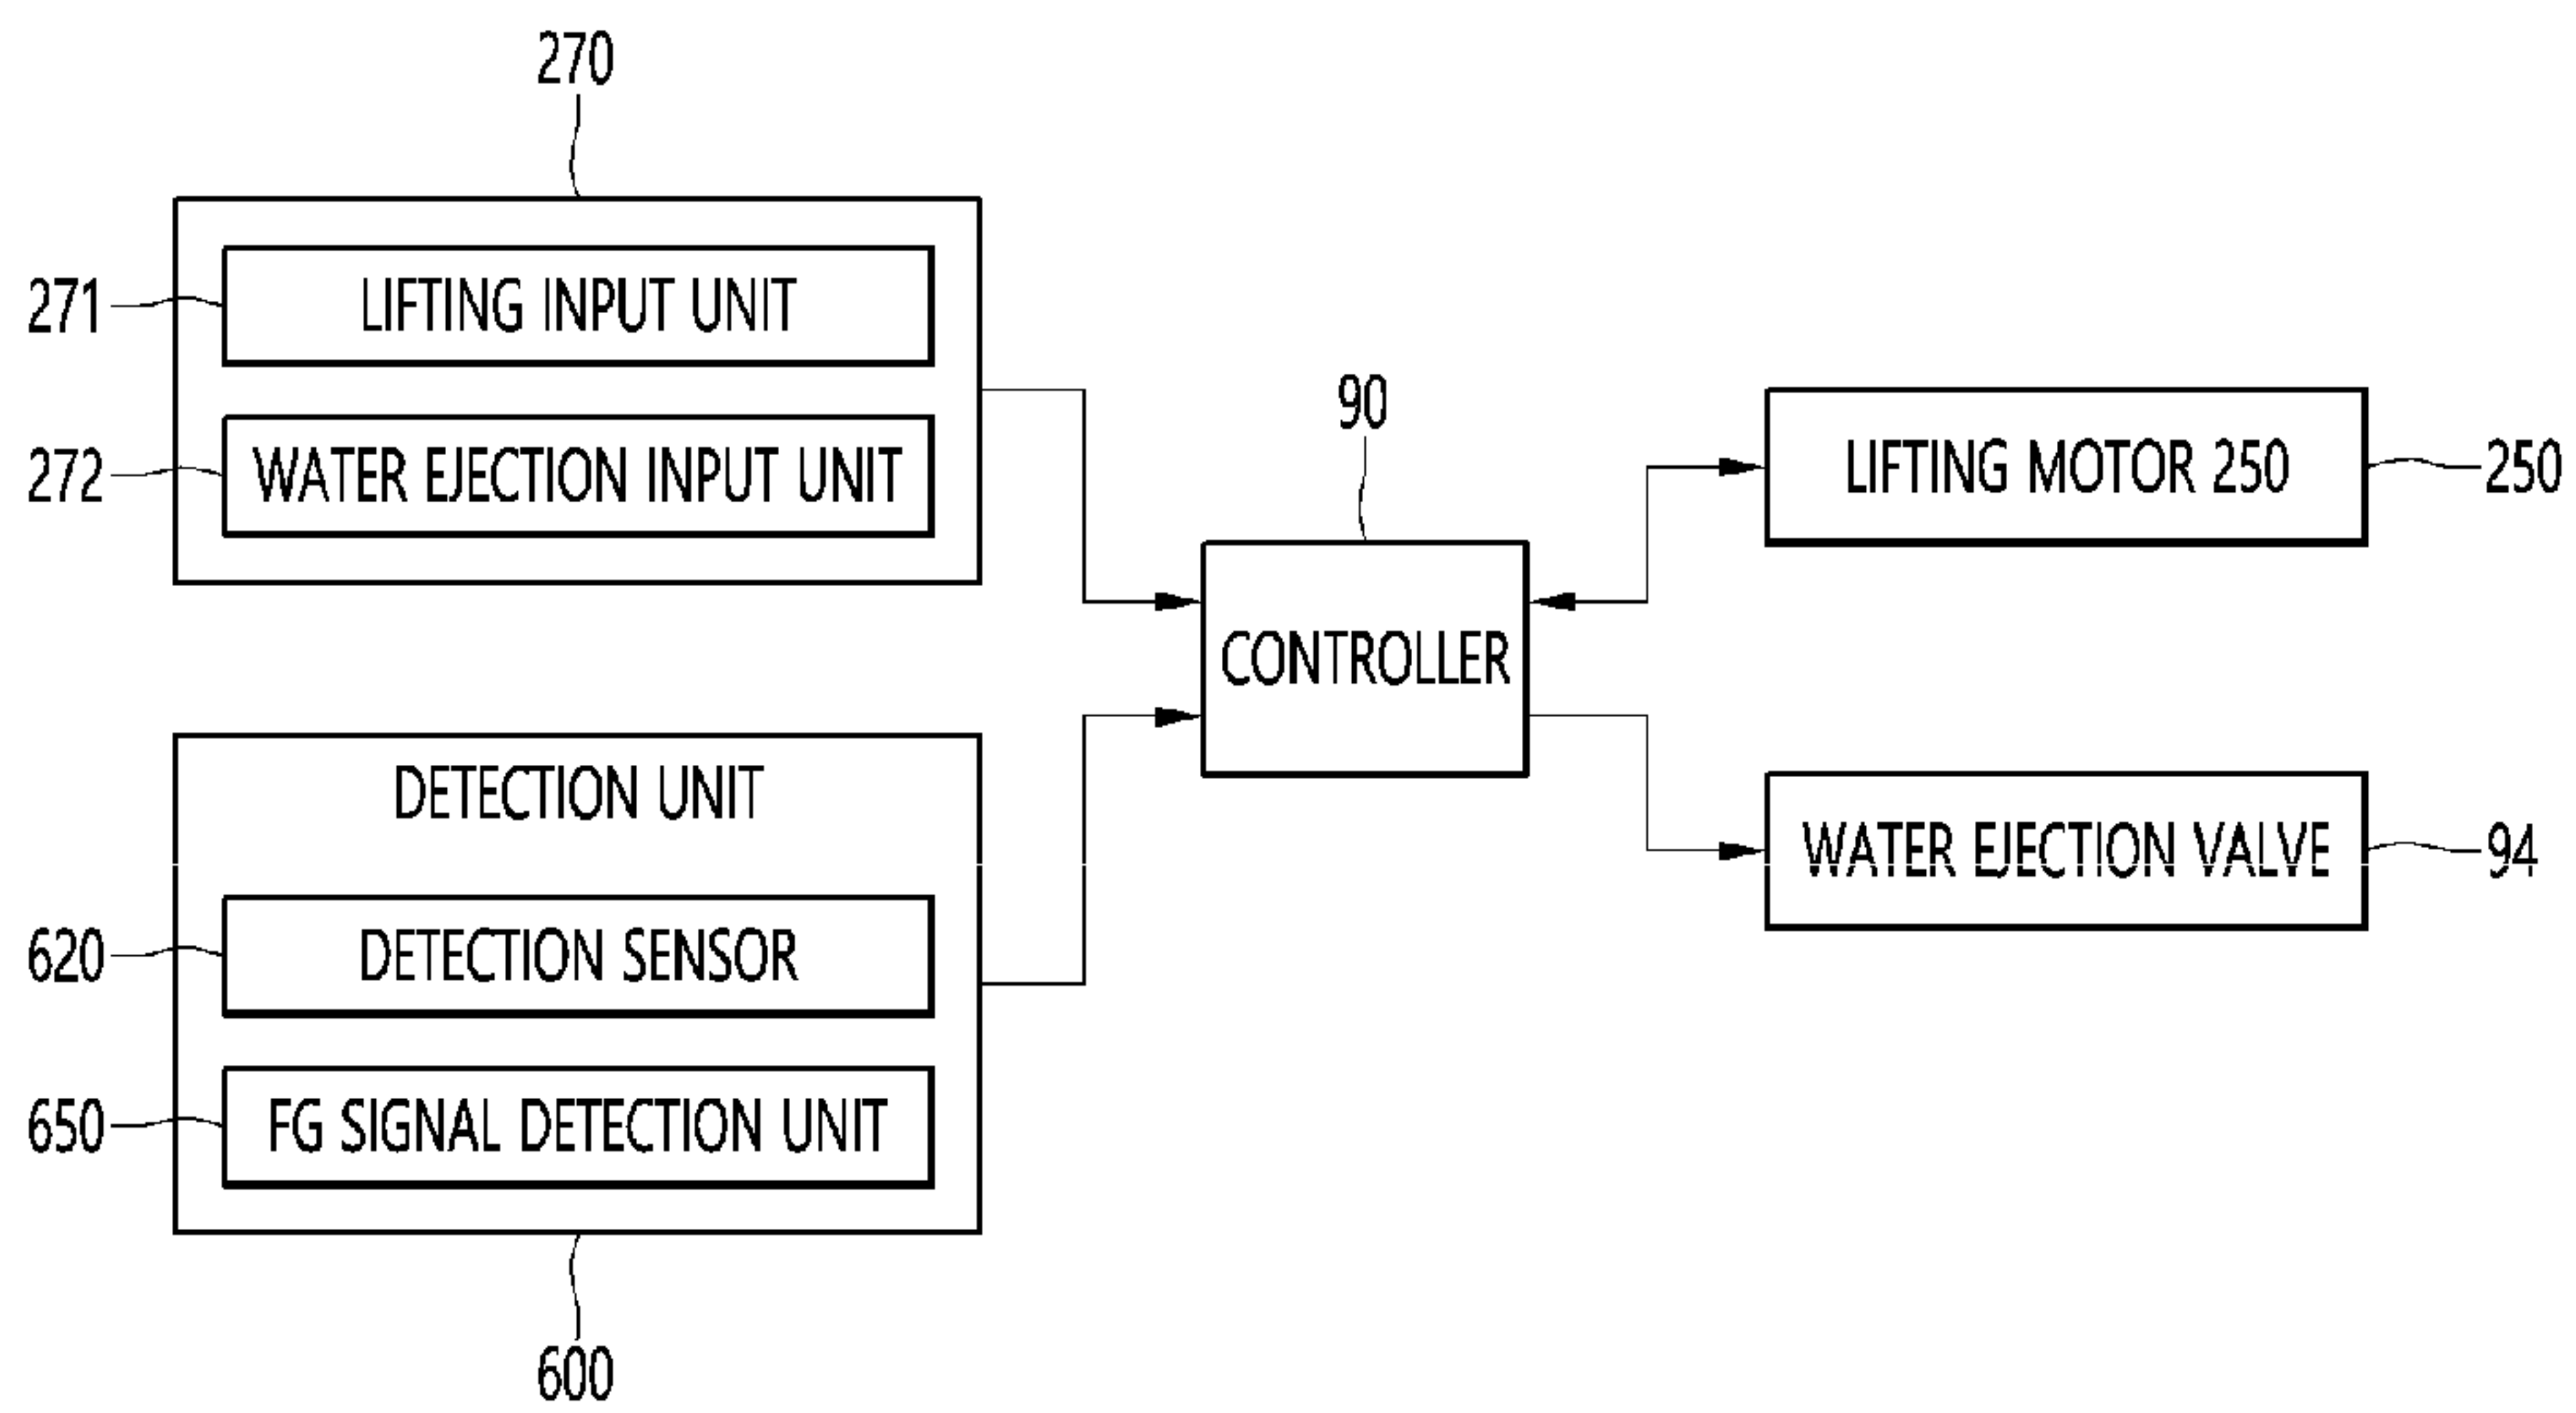 270
271
LIFTING INPUT UNIT
272
WATER EJECTION INPUT UNIT
90
CONTROLLER
LIFTING MOTOR 250
250
WATER EJECTION VALVE
94
DETECTION UNIT
620
DETECTION SENSOR
650
FG SIGNAL DETECTION UNIT
600